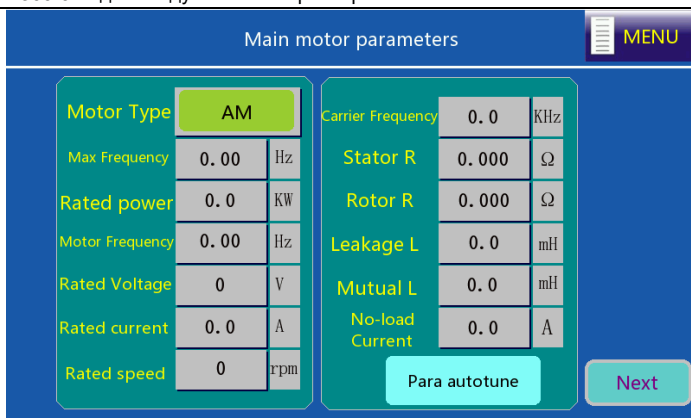 Main motor parameters
MENU
Motor Type AM
Max Frequency 0.00 Hz
Rated power 0.0 KW
Motor Frequency 0.00 Hz
Rated Voltage 0 V
Rated current 0.0 A
Rated speed 0 rpm
Carrier Frequency 0.0 KHz
Stator R 0.000 Ω
Rotor R 0.000 Ω
Leakage L 0.0 mH
Mutual L 0.0 mH
No-load
Current 0.0 A
Para autotune
Next